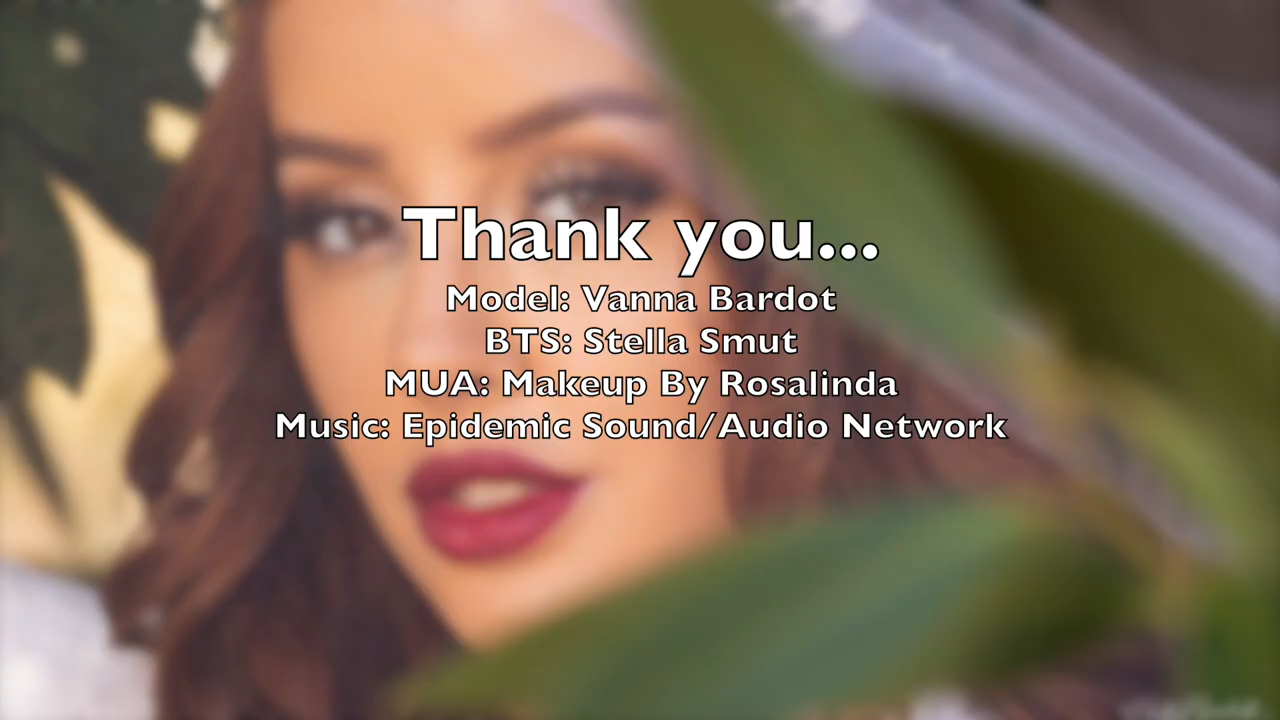 Thank you...
Model: Vanna Bardot
BTS: Stella Smut
MUA: Makeup By Rosalinda
Music: Epidemic Sound/Audio Network